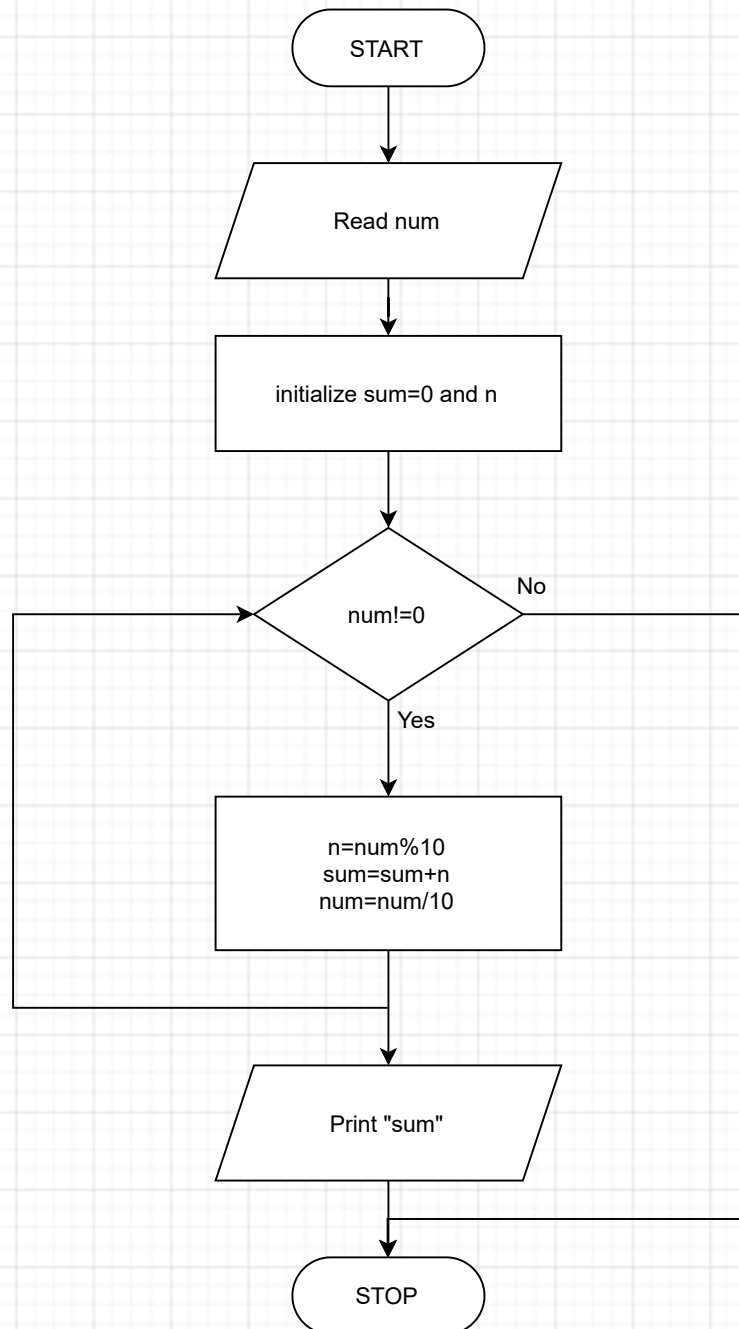 START
Read num
initialize sum=0 and n
num!=0
No
Yes
n=num%10
sum=sum+n
num=num/10
Print "sum"
STOP